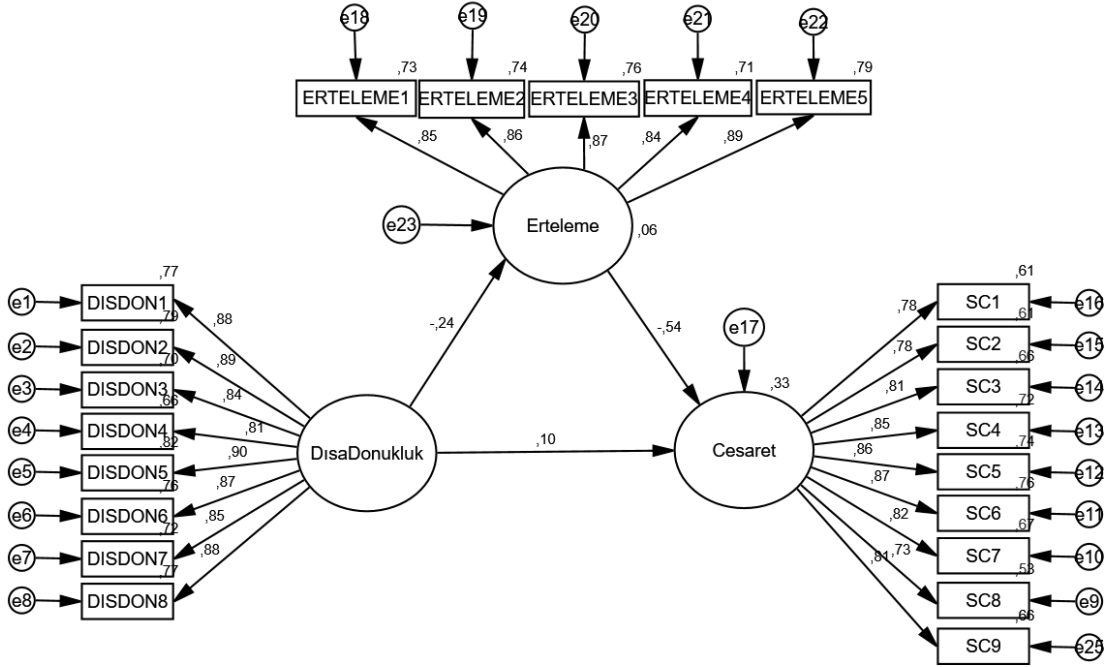 e18 e19 e20 e21 e22
,73 ,74 ,76 ,71 ,79
ERTELEME1 ERTELEME2 ERTELEME3 ERTELEME4 ERTELEME5
,85 ,86 ,87 ,84 ,89
e23 Erteleme ,06
-,24 -,54
e17
,33
DısaDonukluk ,10 Cesaret
,77
e1 DISDON1 ,88
,79
e2 DISDON2 ,89
,70
e3 DISDON3 ,84
,66
e4 DISDON4 ,81
,82
e5 DISDON5 ,90
,76
e6 DISDON6 ,87
,72
e7 DISDON7 ,85
,77
e8 DISDON8 ,88
,61
,78 SC1 e16
,61
,78 SC2 e15
,66
,81 SC3 e14
,72
,85 SC4 e13
,74
,86 SC5 e12
,76
,87 SC6 e11
,67
,82 SC7 e10
,53
,73 SC8 e9
,66
,81 SC9 e25